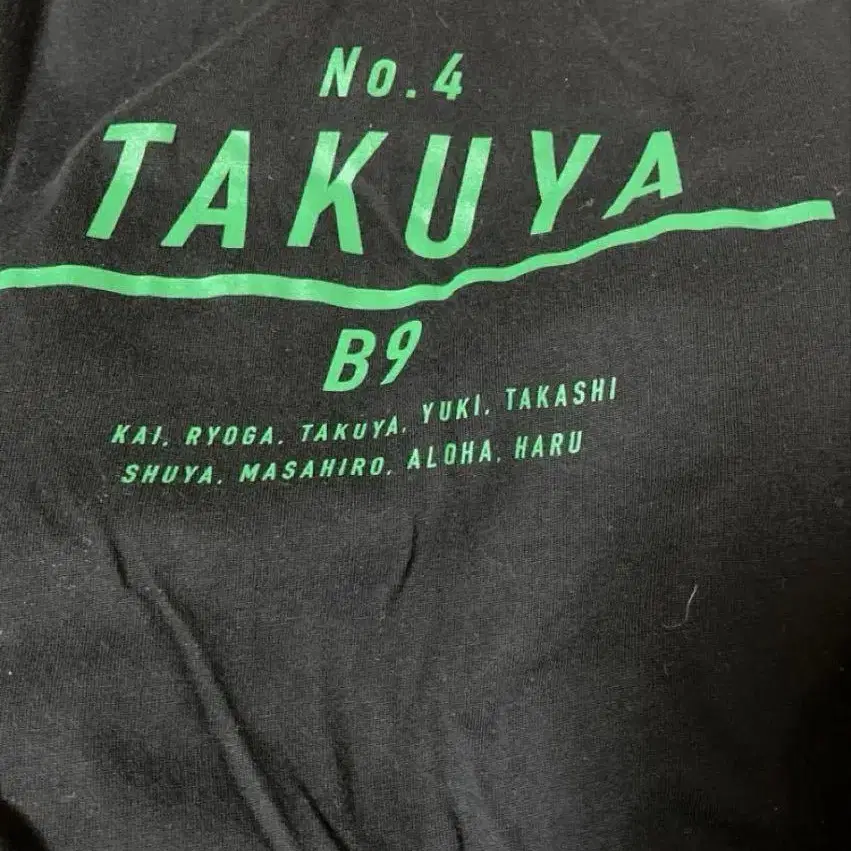 No.4
TAKUYA
B9
KAI, RYOGA, TAKUYA, YUKI, TAKASHI
SHUYA, MASAHIRO, ALOHA, HARU